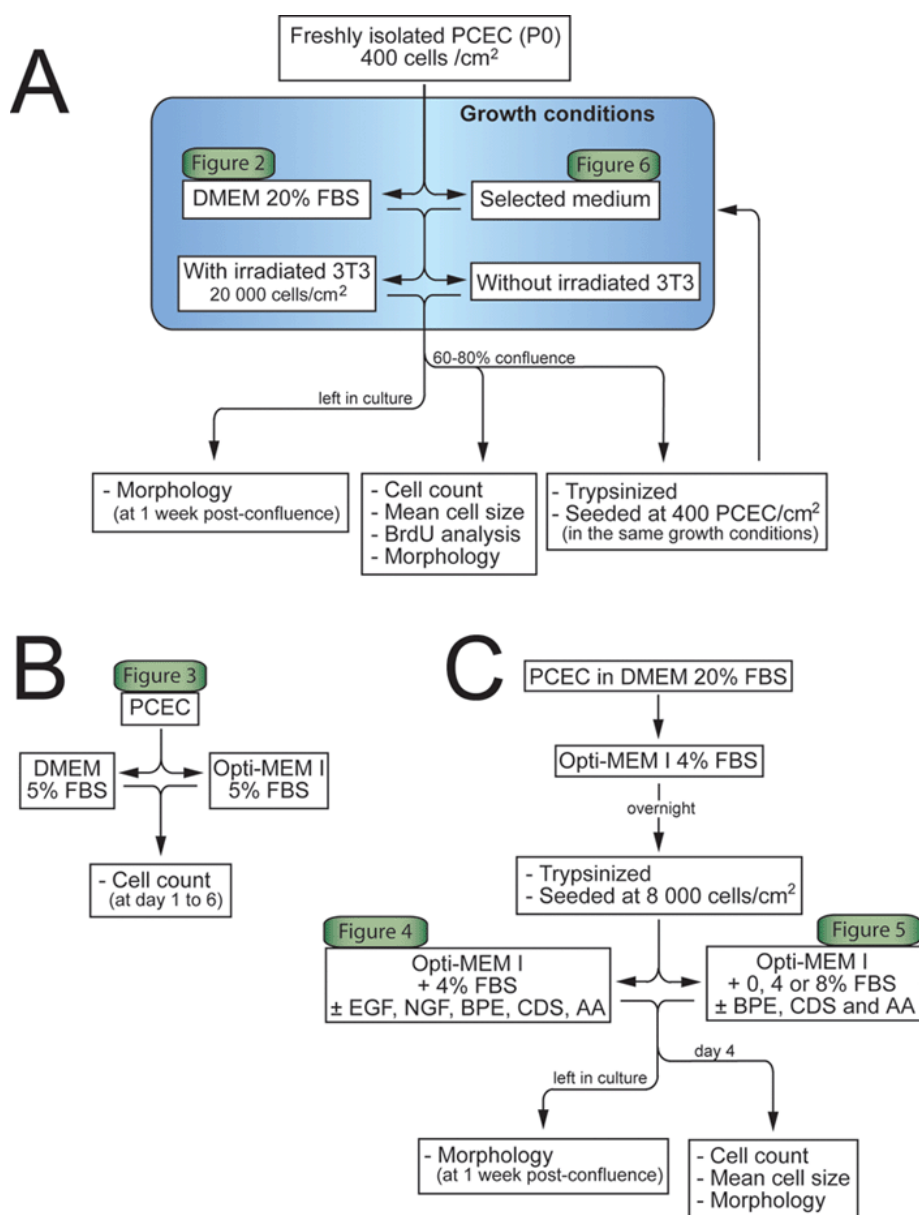 A
Freshly isolated PCEC (P0)
400 cells /cm²
Growth conditions
Figure 2
DMEM 20% FBS
Figure 6
Selected medium
With irradiated 3T3
20 000 cells/cm²
Without irradiated 3T3
60-80% confluence
left in culture
- Morphology
(at 1 week post-confluence)
- Cell count
- Mean cell size
- BrdU analysis
- Morphology
- Trypsinized
- Seeded at 400 PCEC/cm²
(in the same growth conditions)
B
Figure 3
PCEC
DMEM
5% FBS
Opti-MEM I
5% FBS
- Cell count
(at day 1 to 6)
C
PCEC in DMEM 20% FBS
Opti-MEM I 4% FBS
overnight
- Trypsinized
- Seeded at 8 000 cells/cm²
Figure 4
Opti-MEM I
+ 4% FBS
± EGF, NGF, BPE, CDS, AA
Figure 5
Opti-MEM I
+ 0, 4 or 8% FBS
± BPE, CDS and AA
day 4
left in culture
- Morphology
(at 1 week post-confluence)
- Cell count
- Mean cell size
- Morphology